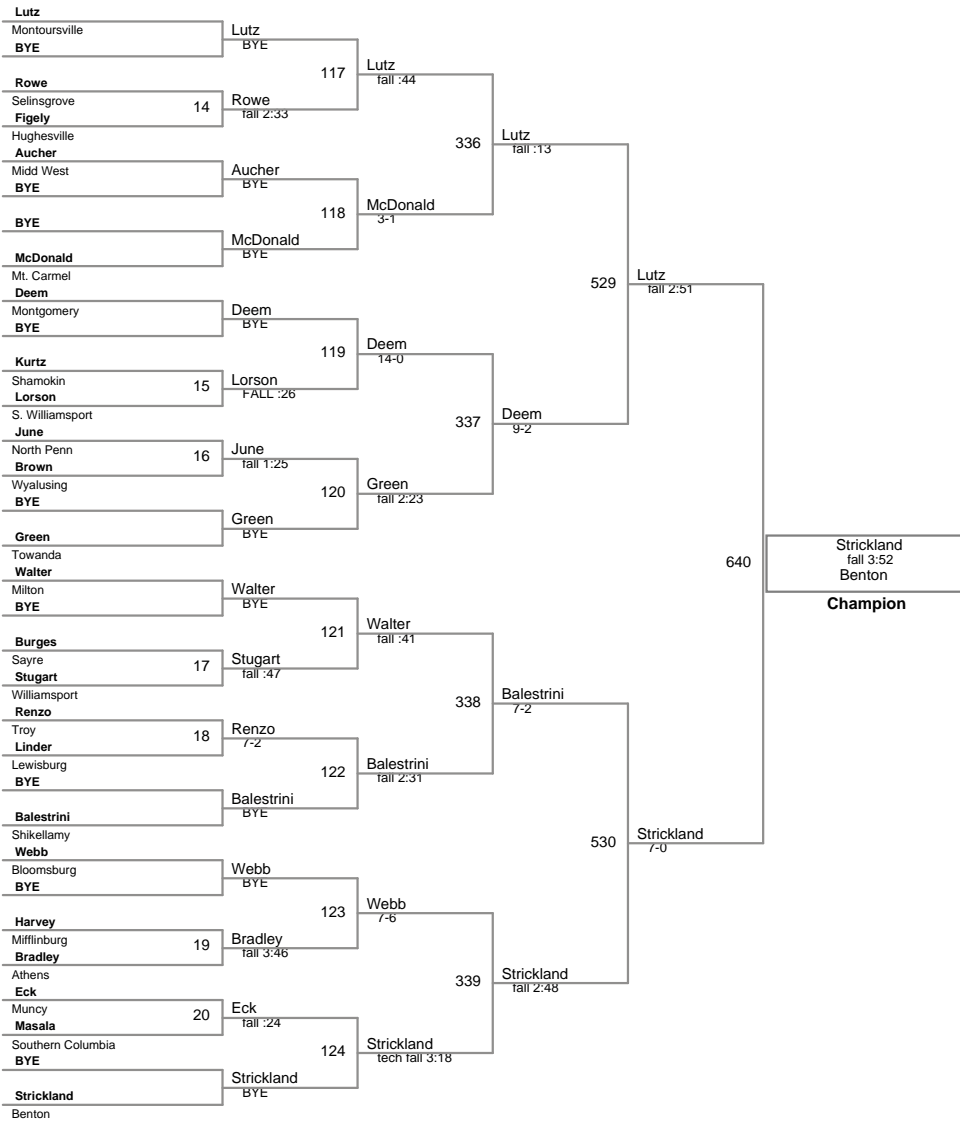 Lutz
Montoursville
BYE
Rowe
Selinsgrove
Figely
Hughesville
Aucher
Midd West
BYE
BYE
McDonald
Mt. Carmel
Deem
Montgomery
BYE
Kurtz
Shamokin
Lorson
S. Williamsport
June
North Penn
Brown
Wyalusing
BYE
Green
Towanda
Walter
Milton
BYE
Burges
Sayre
Stugart
Williamsport
Renzo
Troy
Linder
Lewisburg
BYE
Balestrini
Shikellamy
Webb
Bloomsburg
BYE
Harvey
Mifflinburg
Bradley
Athens
Eck
Muncy
Masala
Southern Columbia
BYE
Strickland
Benton
14
15
16
17
18
19
20
Lutz
BYE
Rowe
fall 2:33
Aucher
BYE
McDonald
BYE
Deem
BYE
Lorson
FALL :26
June
fall 1:25
Green
BYE
Walter
BYE
Stugart
fall :47
Renzo
7-2
Balestrini
BYE
Webb
BYE
Bradley
fall 3:46
Eck
fall :24
Strickland
BYE
117
118
119
120
121
122
123
124
Lutz
fall :44
McDonald
3-1
Deem
14-0
Green
fall 2:23
Walter
fall :41
Balestrini
fall 2:31
Webb
7-6
Strickland
tech fall 3:18
336
337
338
339
Lutz
fall :13
Deem
9-2
Balestrini
7-2
Strickland
fall 2:48
529
530
Lutz
fall 2:51
Strickland
7-0
640
Strickland
fall 3:52
Benton
Champion